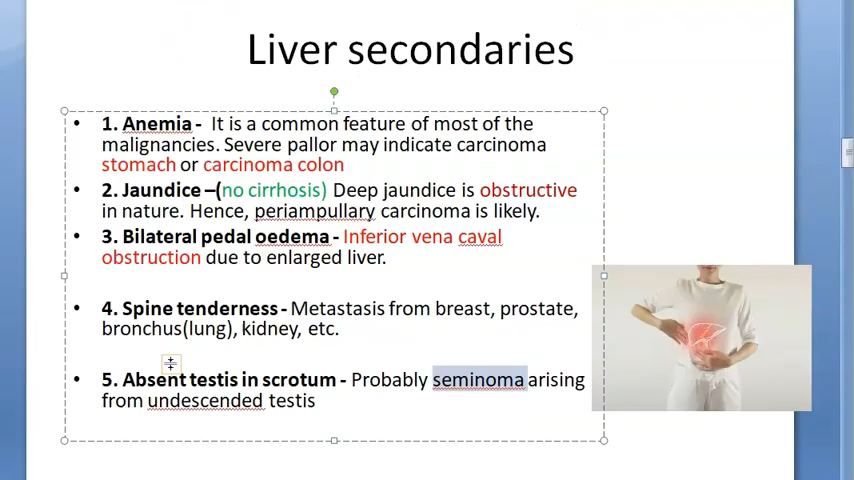 Liver secondaries
• 1. Anemia - It is a common feature of most of the
malignancies. Severe pallor may indicate carcinoma
stomach or carcinoma colon
• 2. Jaundice –(no cirrhosis) Deep jaundice is obstructive
in nature. Hence, periampullary carcinoma is likely.
• 3. Bilateral pedal oedema - Inferior vena caval
obstruction due to enlarged liver.
• 4. Spine tenderness - Metastasis from breast, prostate,
bronchus(lung), kidney, etc.
• 5. Absent testis in scrotum - Probably seminoma arising
from undescended testis